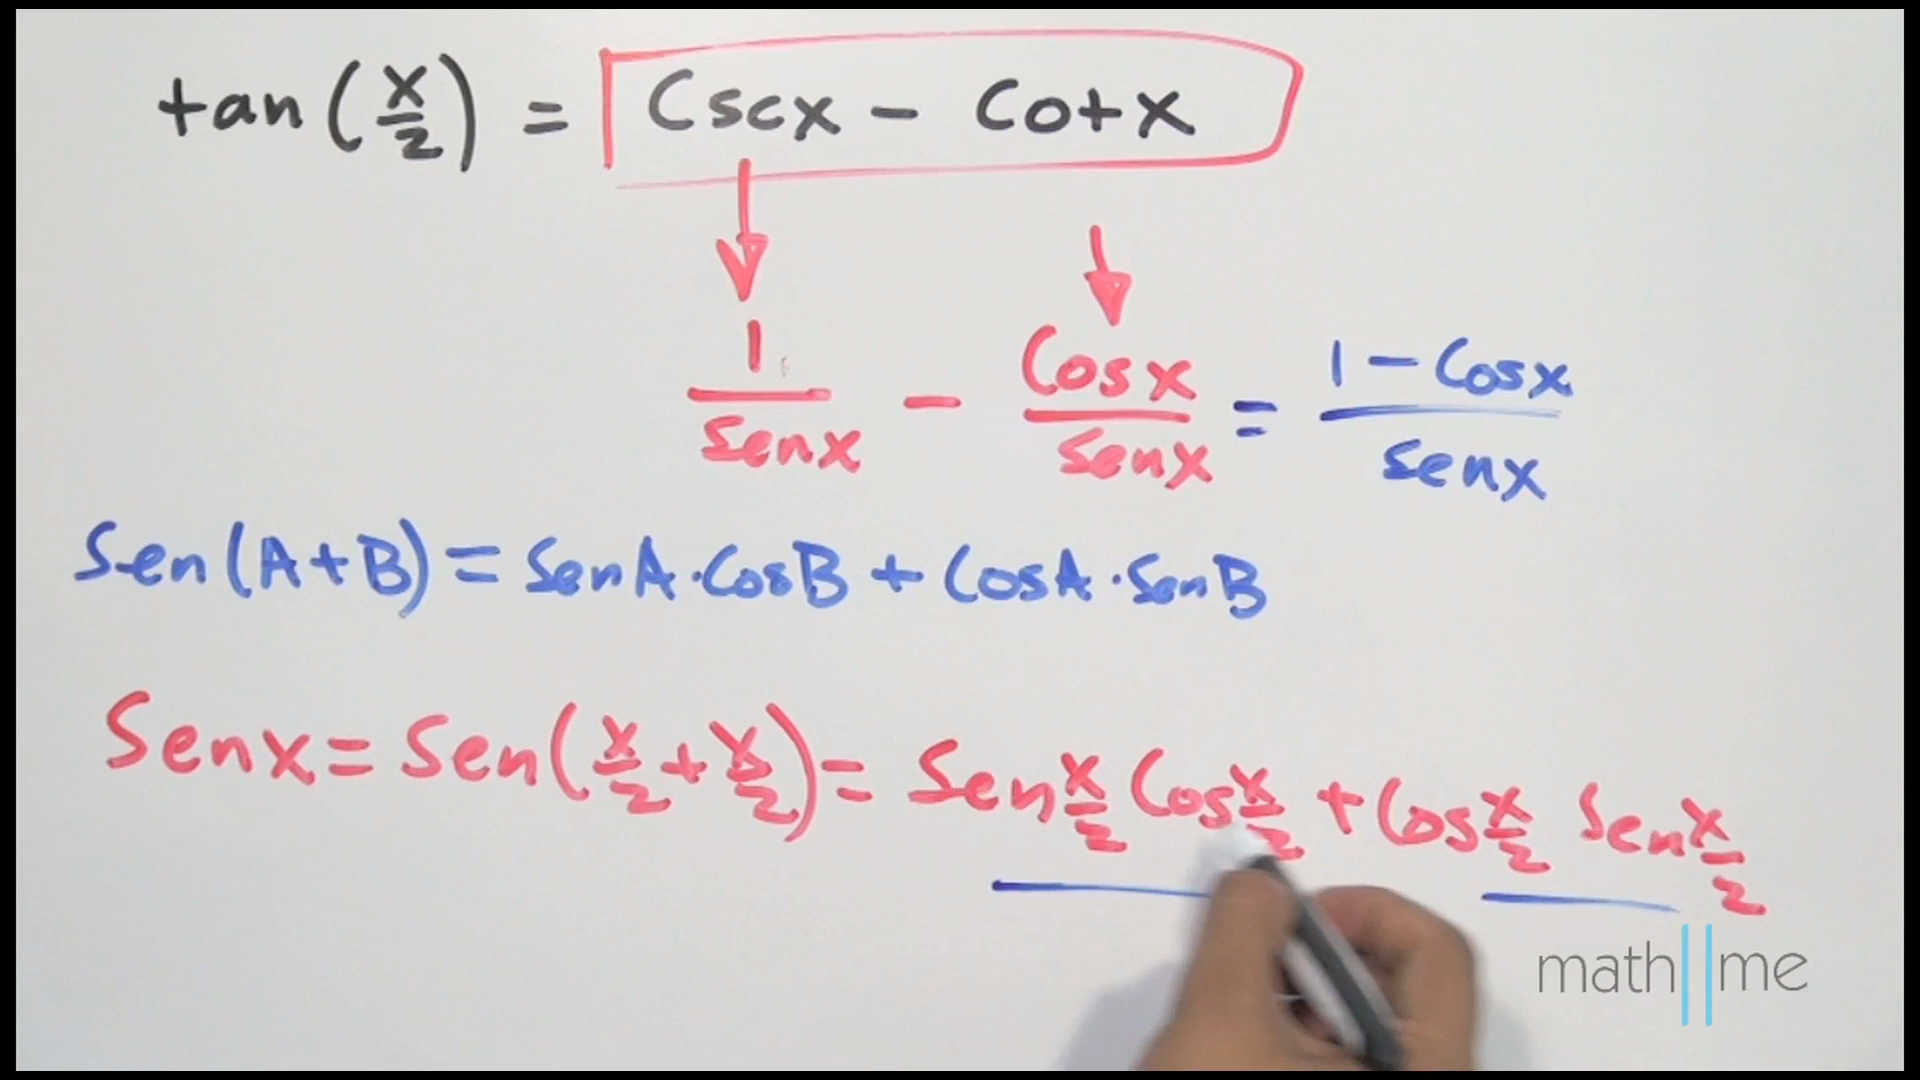 tan(x/2) = Cscx - Cotx
1/senx - Cosx/senx = 1-Cosx/senx
Sen(A+B) = SenA·CosB + CosA·SenB
Senx = Sen(x/2+x/2) = Sen x/2 Cos x/2 + Cos x/2 Sen x/2
math||me